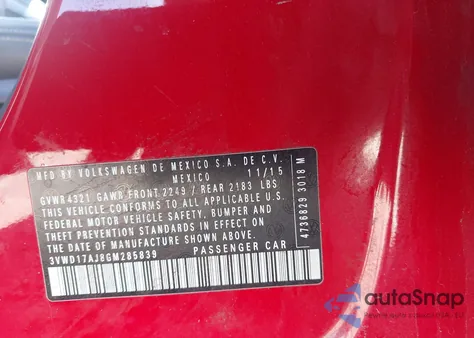 MFD BY VOLKSWAGEN DE MEXICO S.A. DE C.V.
MEXICO 11/15
GVWR4321 GAWR FRONT 2249 / REAR 2183 LBS
THIS VEHICLE CONFORMS TO ALL APPLICABLE
FEDERAL MOTOR VEHICLE SAFETY, BUMPER AND
THEFT PREVENTION STANDARDS IN EFFECT ON
THE DATE OF MANUFACTURE SHOWN ABOVE.
3VWD17AJ8GM285839 PASSENGER CAR
4736829 3018 M
autoSnap